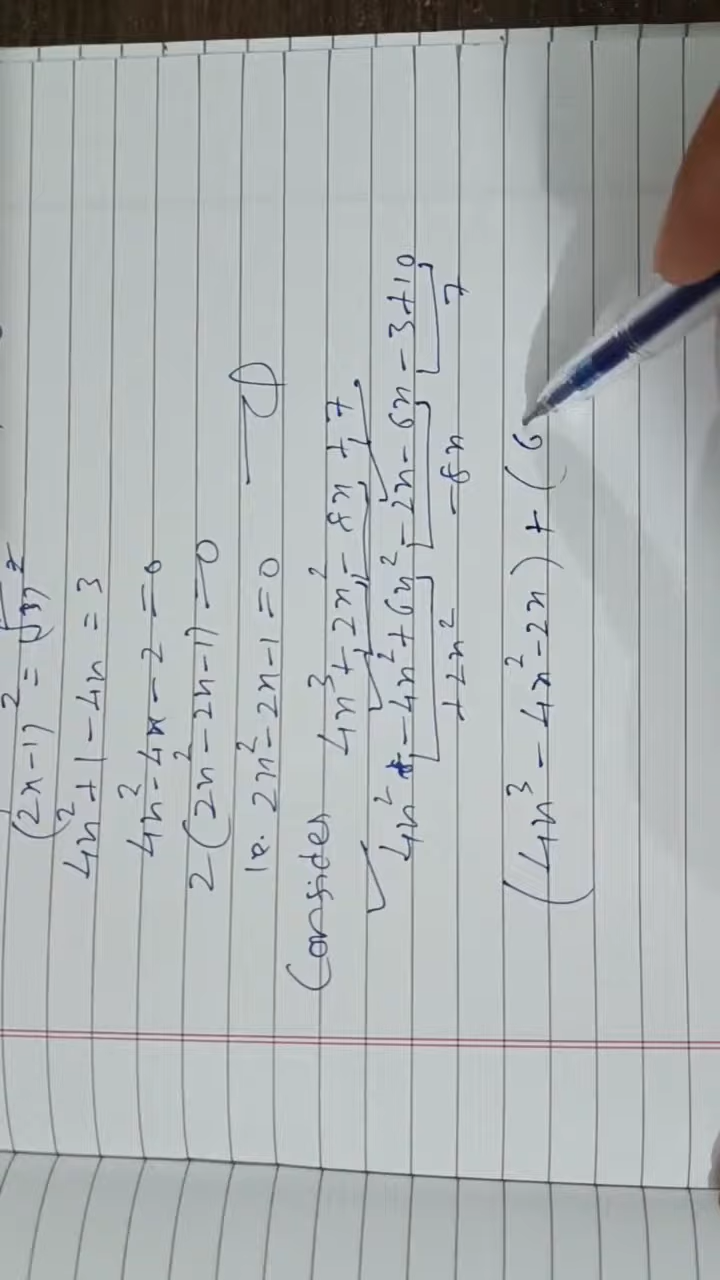 (2x-1)² = (√3)²
4x² + 1 - 4x = 3
4x² - 4x - 2 = 0
2(2x² - 2x - 1) = 0
ie. 2x² - 2x - 1 = 0
Consider
4x³ + 2x² - 8x + 7.
4x² - 4x² + 6x² - 2x - 6x - 3 + 10
+2x² -8x 7
(4x³ - 4x² - 2x) + (6